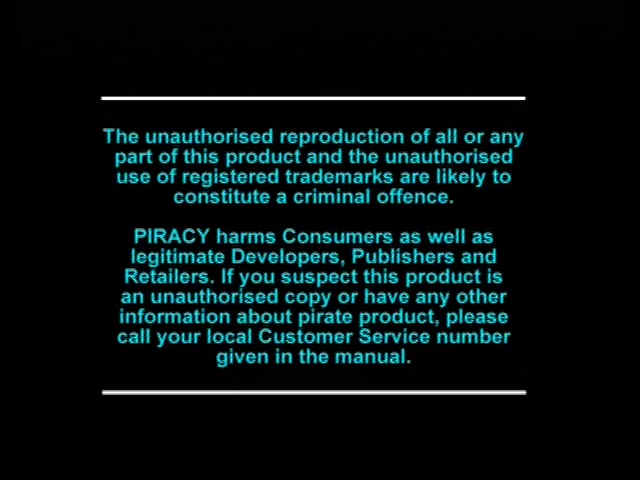 The unauthorised reproduction of all or any
part of this product and the unauthorised
use of registered trademarks are likely to
constitute a criminal offence.
PIRACY harms Consumers as well as
legitimate Developers, Publishers and
Retailers. If you suspect this product is
an unauthorised copy or have any other
information about pirate product, please
call your local Customer Service number
given in the manual.